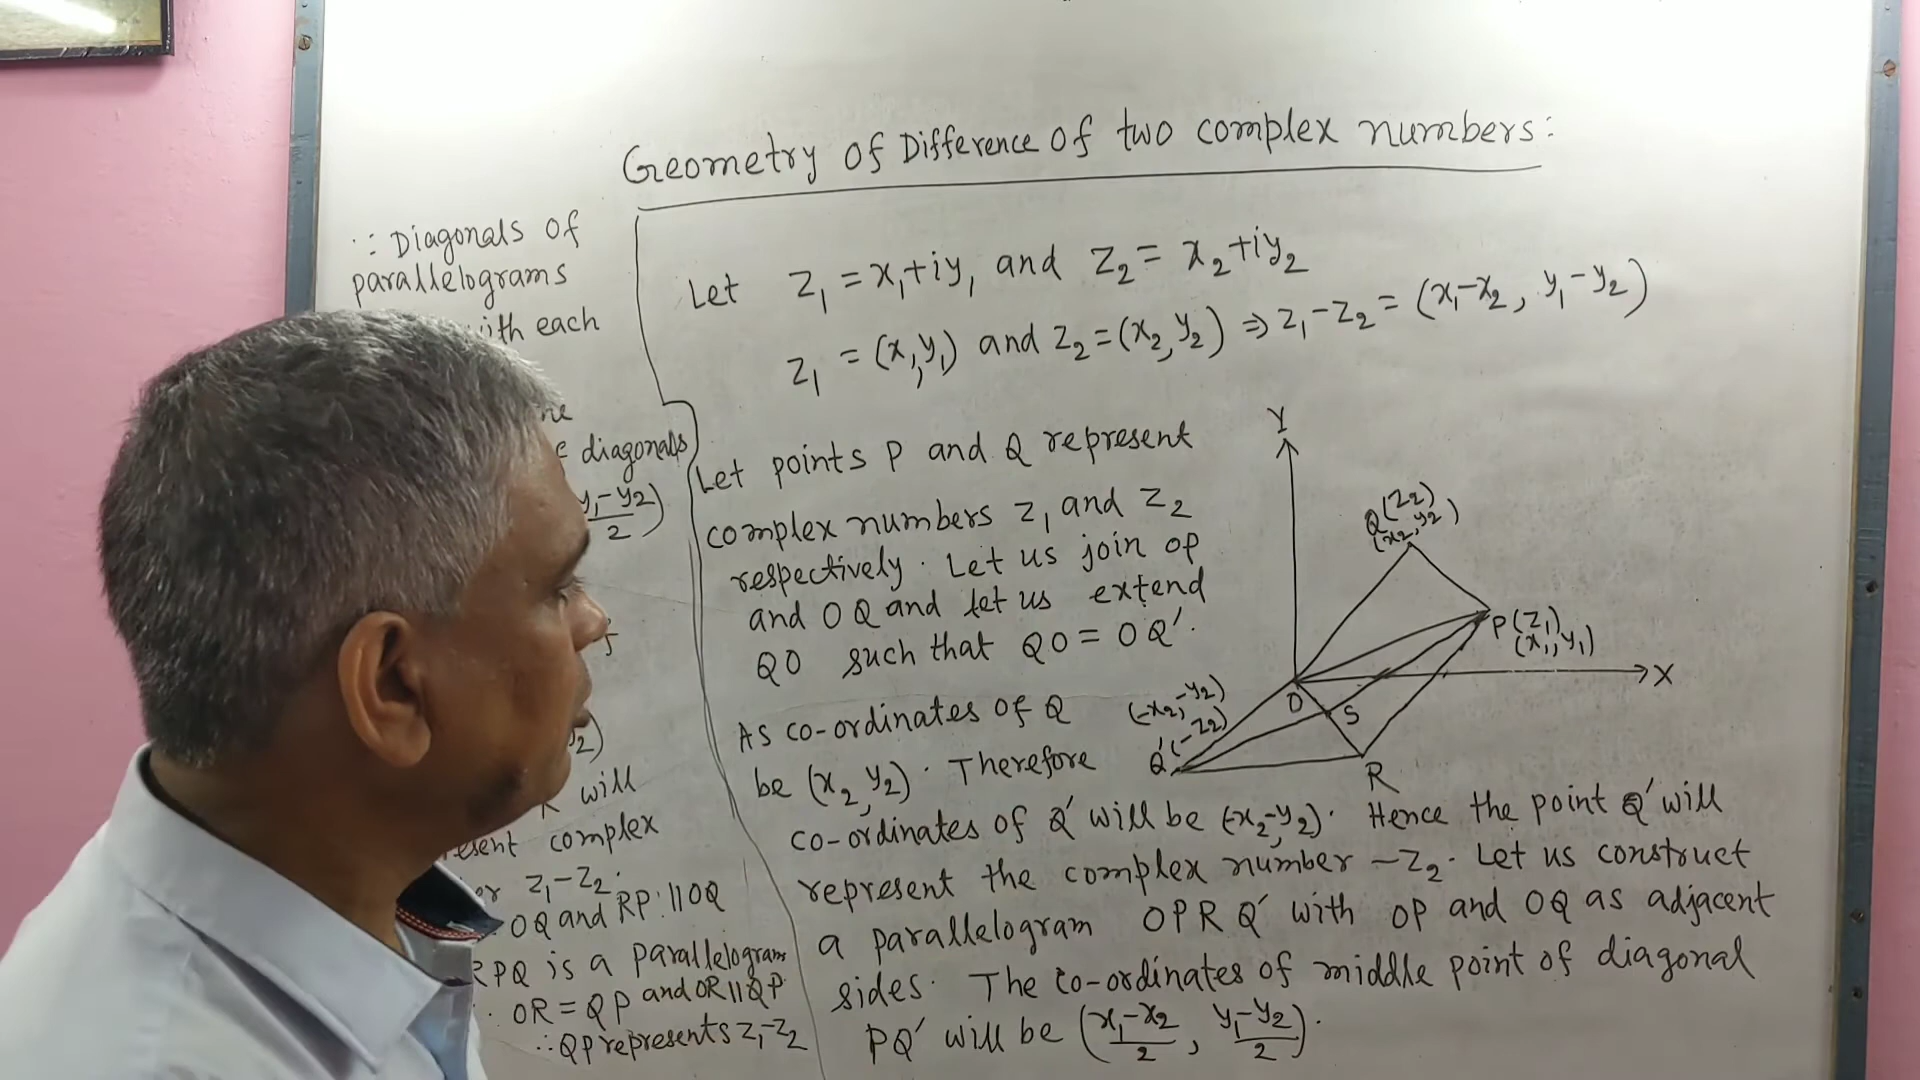 Geometry of Difference of two complex numbers:
Let z₁ = x₁+iy₁ and z₂ = x₂+iy₂
z₁ = (x₁,y₁) and z₂=(x₂,y₂) ⇒ z₁-z₂ = (x₁-x₂, y₁-y₂)
Let points P and Q represent
complex numbers z₁ and z₂
respectively. Let us join OP
and OQ and let us extend
QO such that QO = OQ′.
As co-ordinates of Q
be (x₂,y₂). Therefore
co-ordinates of Q′ will be (-x₂,-y₂). Hence the point Q′ will
represent the complex number -z₂. Let us construct
a parallelogram OPRQ′ with OP and OQ as adjacent
sides. The co-ordinates of middle point of diagonal
PQ′ will be (x₁-x₂/2, y₁-y₂/2).
Y
Q(z₂)
(x₂,y₂)
P(z₁)
(x₁,y₁)
X
O
S
(-x₂,-y₂)
Q′(-z₂)
R
∵ Diagonals of
parallelograms
with each
diagonals
y₁-y₂/2)
R will
complex
z₁-z₂.
OQ and RP ∥ OQ
RPQ is a parallelogram
∴ OR = QP and OR∥QP
∴ QP represents z₁-z₂